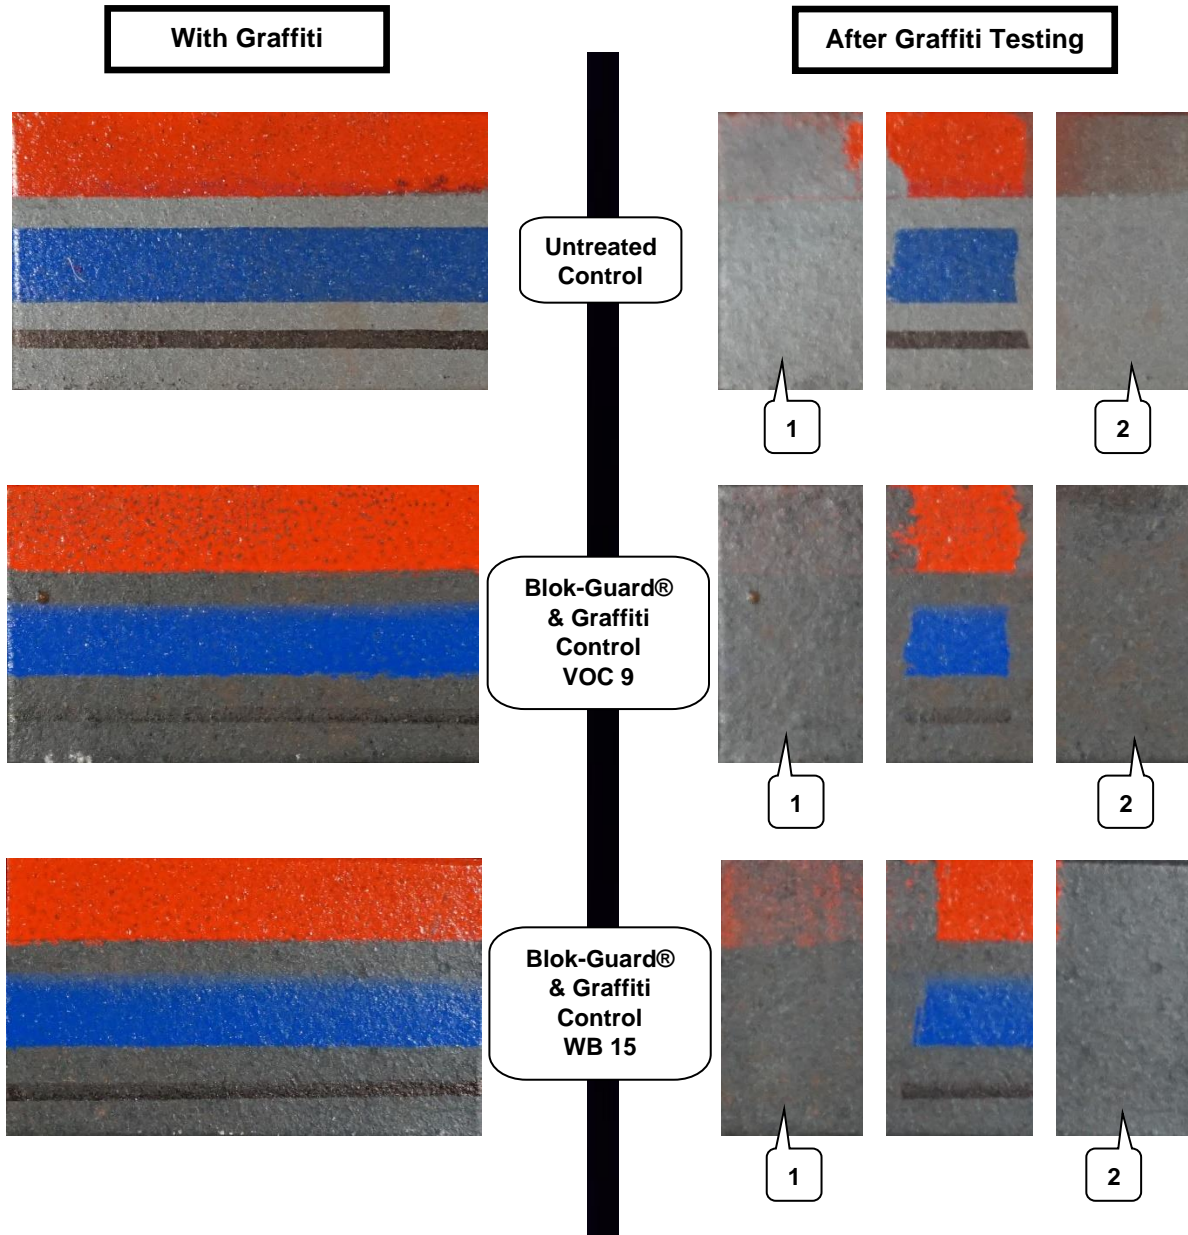 With Graffiti
After Graffiti Testing
Untreated
Control
1
2
Blok-Guard®
& Graffiti
Control
VOC 9
1
2
Blok-Guard®
& Graffiti
Control
WB 15
1
2